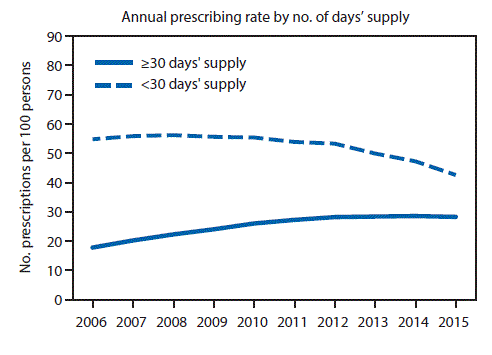 Annual prescribing rate by no. of days’ supply
No. prescriptions per 100 persons
90
80
70
60
50
40
30
20
10
0
≥30 days' supply
<30 days' supply
2006 2007 2008 2009 2010 2011 2012 2013 2014 2015